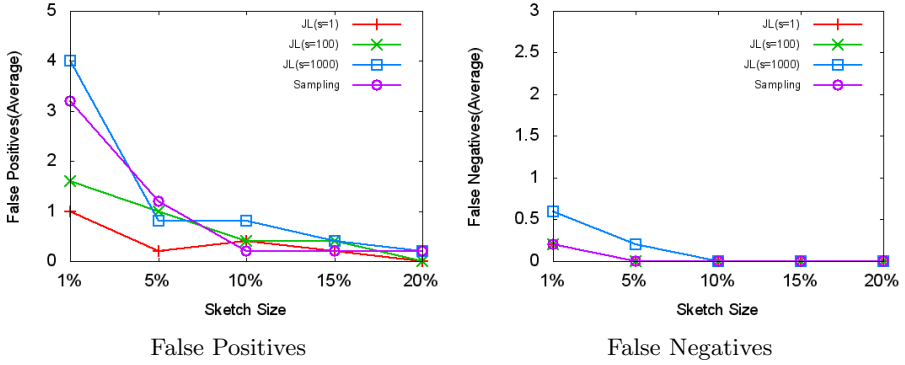 False Positives(Average)
5
4
3
2
1
0
1% 5% 10% 15% 20%
Sketch Size
JL(s=1)
JL(s=100)
JL(s=1000)
Sampling
False Positives
False Negatives(Average)
3
2.5
2
1.5
1
0.5
0
1% 5% 10% 15% 20%
Sketch Size
JL(s=1)
JL(s=100)
JL(s=1000)
Sampling
False Negatives